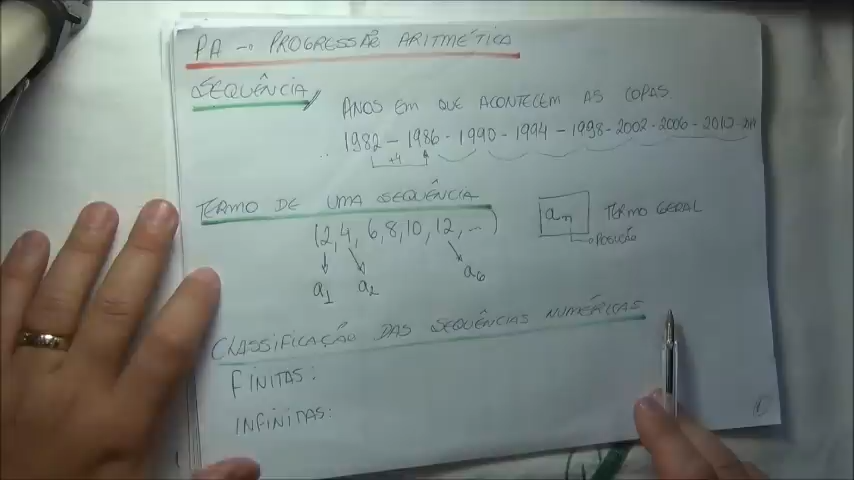 PA → PROGRESSÃO ARITMÉTICA
SEQUÊNCIA
ANOS EM QUE ACONTECEM AS COPAS.
1982 - 1986 - 1990 - 1994 - 1998 - 2002 - 2006 - 2010 -
+4
TERMO DE UMA SEQUÊNCIA
(2, 4, 6, 8, 10, 12, ...)
an TERMO GERAL
POSIÇÃO
a1 a2 a6
CLASSIFICAÇÃO DAS SEQUÊNCIAS NUMÉRICAS
FINITAS:
INFINITAS: